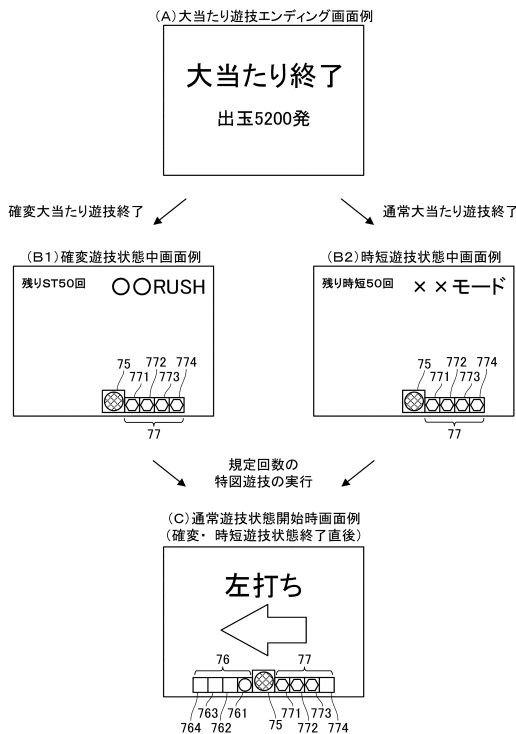 (A)大当たり遊技エンディング画面例
大当たり終了
出玉5200発
確変大当たり遊技終了
通常大当たり遊技終了
(B1)確変遊技状態中画面例
残りST50回
〇〇RUSH
75
771
772
773
774
77
(B2)時短遊技状態中画面例
残り時短50回
××モード
75
771
772
773
774
77
規定回数の
特図遊技の実行
(C)通常遊技状態開始時画面例
(確変・時短遊技状態終了直後)
左打ち
76
77
764
763
762
761
75
771
772
773
774